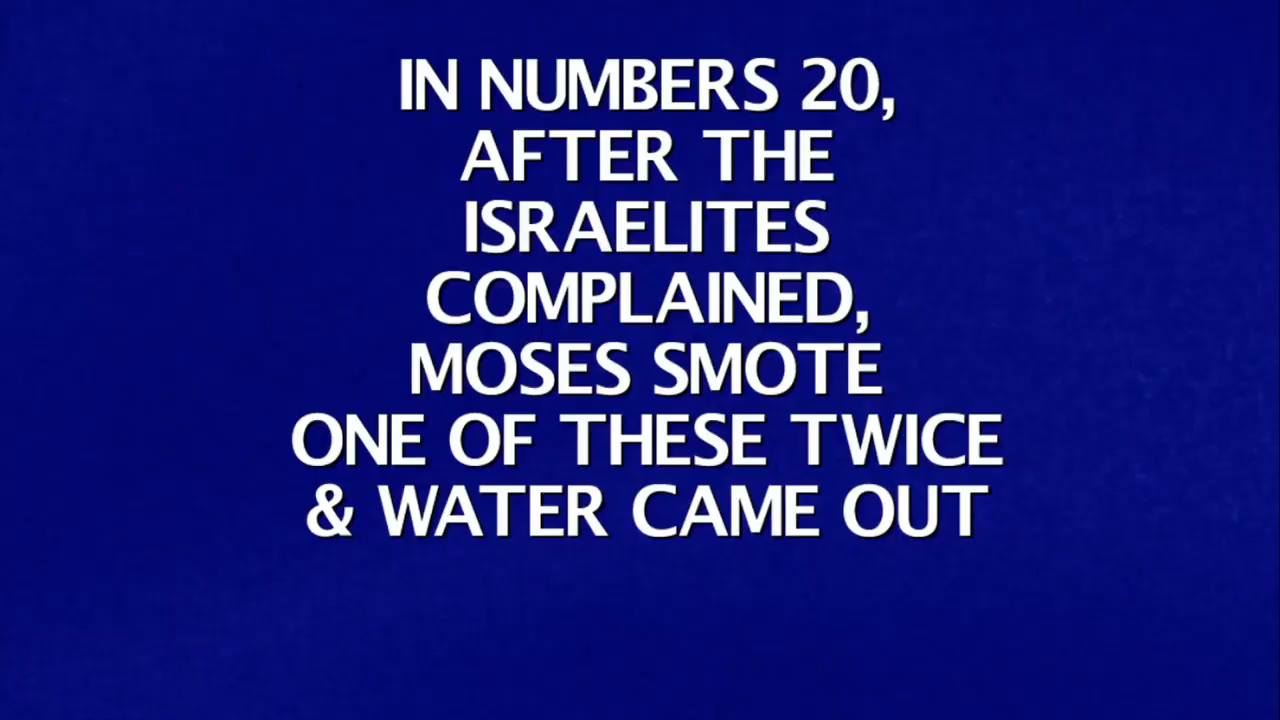 IN NUMBERS 20,
AFTER THE
ISRAELITES
COMPLAINED,
MOSES SMOTE
ONE OF THESE TWICE
& WATER CAME OUT